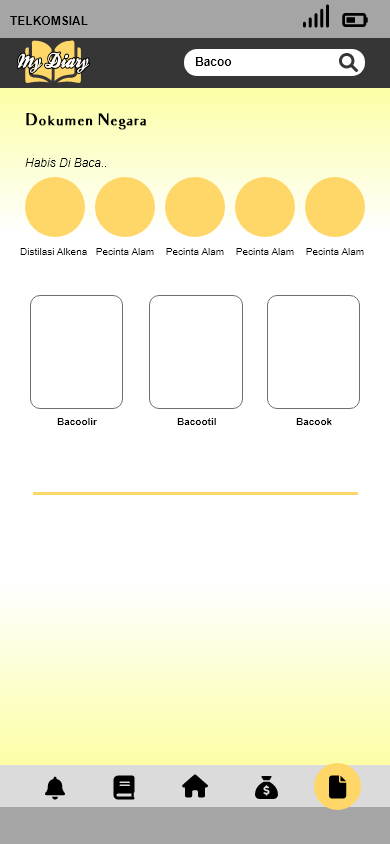 TELKOMSIAL
My Diary
Bacoo
Dokumen Negara
Habis Di Baca..
Distilasi Alkena Pecinta Alam Pecinta Alam Pecinta Alam Pecinta Alam
Bacoolir Bacootil Bacook
$